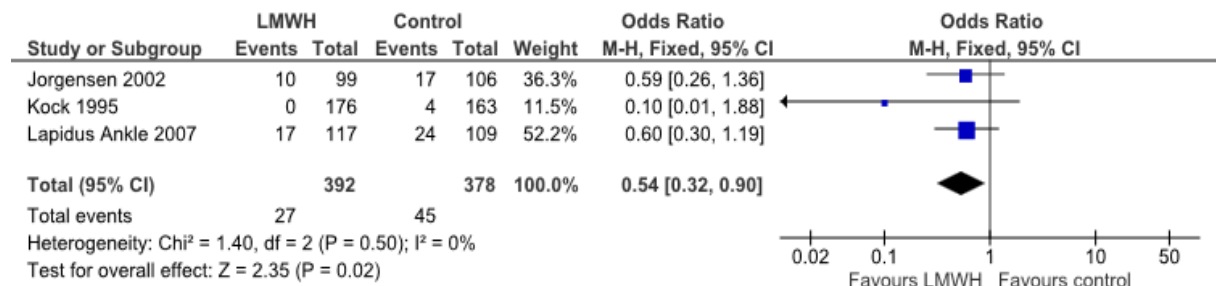 LMWH Control Odds Ratio Odds Ratio
Study or Subgroup Events Total Events Total Weight M-H, Fixed, 95% CI M-H, Fixed, 95% CI
Jorgensen 2002 10 99 17 106 36.3% 0.59 [0.26, 1.36]
Kock 1995 0 176 4 163 11.5% 0.10 [0.01, 1.88]
Lapidus Ankle 2007 17 117 24 109 52.2% 0.60 [0.30, 1.19]
Total (95% CI) 392 378 100.0% 0.54 [0.32, 0.90]
Total events 27 45
Heterogeneity: Chi² = 1.40, df = 2 (P = 0.50); I² = 0%
Test for overall effect: Z = 2.35 (P = 0.02)
0.02 0.1 1 10 50
Favours LMWH Favours control